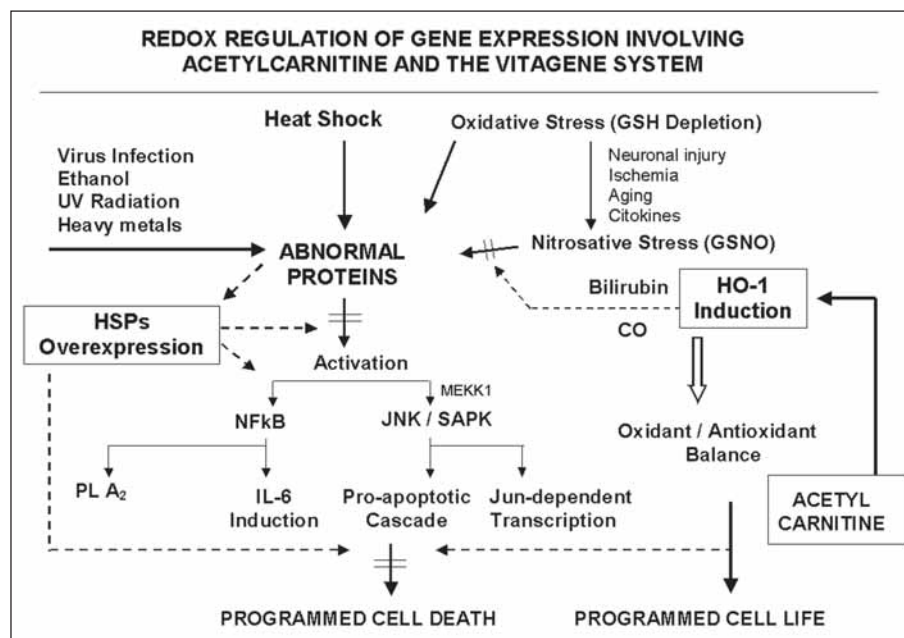 REDOX REGULATION OF GENE EXPRESSION INVOLVING
ACETYLCARNITINE AND THE VITAGENE SYSTEM
Heat Shock
Oxidative Stress (GSH Depletion)
Virus Infection
Ethanol
UV Radiation
Heavy metals
Neuronal injury
Ischemia
Aging
Citokines
ABNORMAL
PROTEINS
Nitrosative Stress (GSNO)
Bilirubin
CO
HO-1
Induction
HSPs
Overexpression
Activation
MEKK1
NFkB
JNK / SAPK
Oxidant / Antioxidant
Balance
PL A₂
IL-6
Induction
Pro-apoptotic
Cascade
Jun-dependent
Transcription
ACETYL
CARNITINE
PROGRAMMED CELL DEATH
PROGRAMMED CELL LIFE